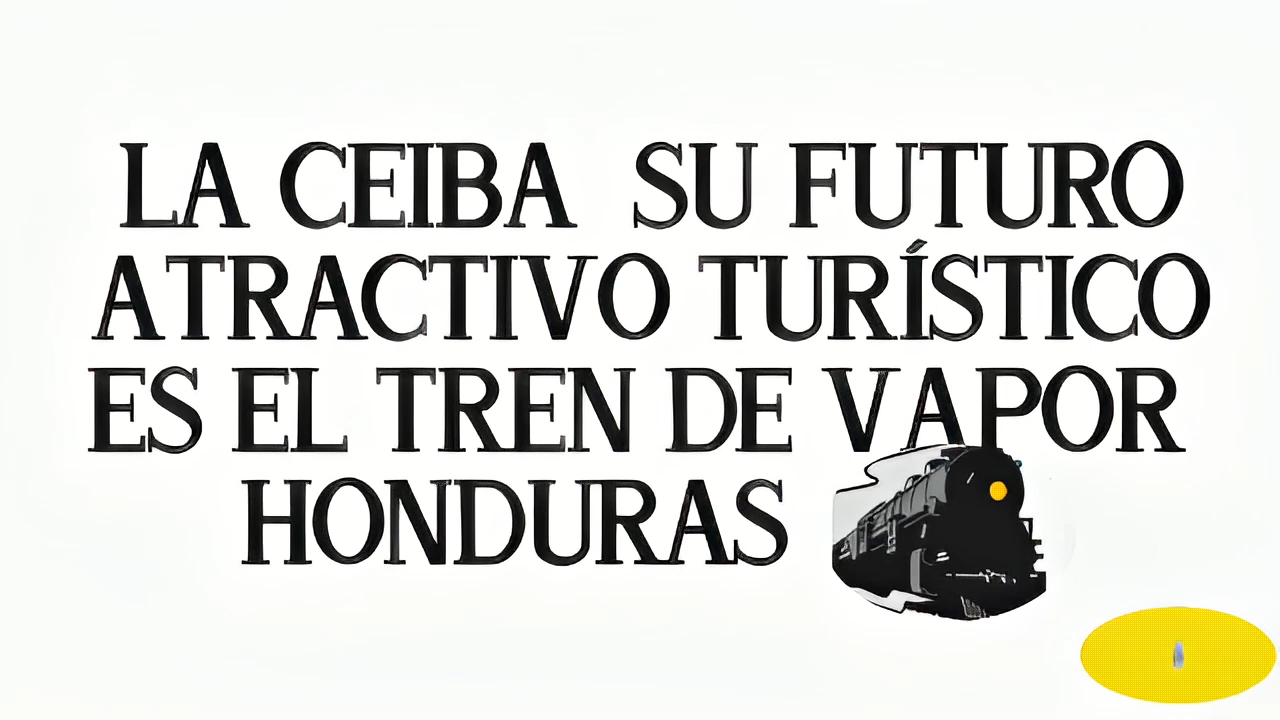 LA CEIBA SU FUTURO
ATRACTIVO TURÍSTICO
ES EL TREN DE VAPOR
HONDURAS